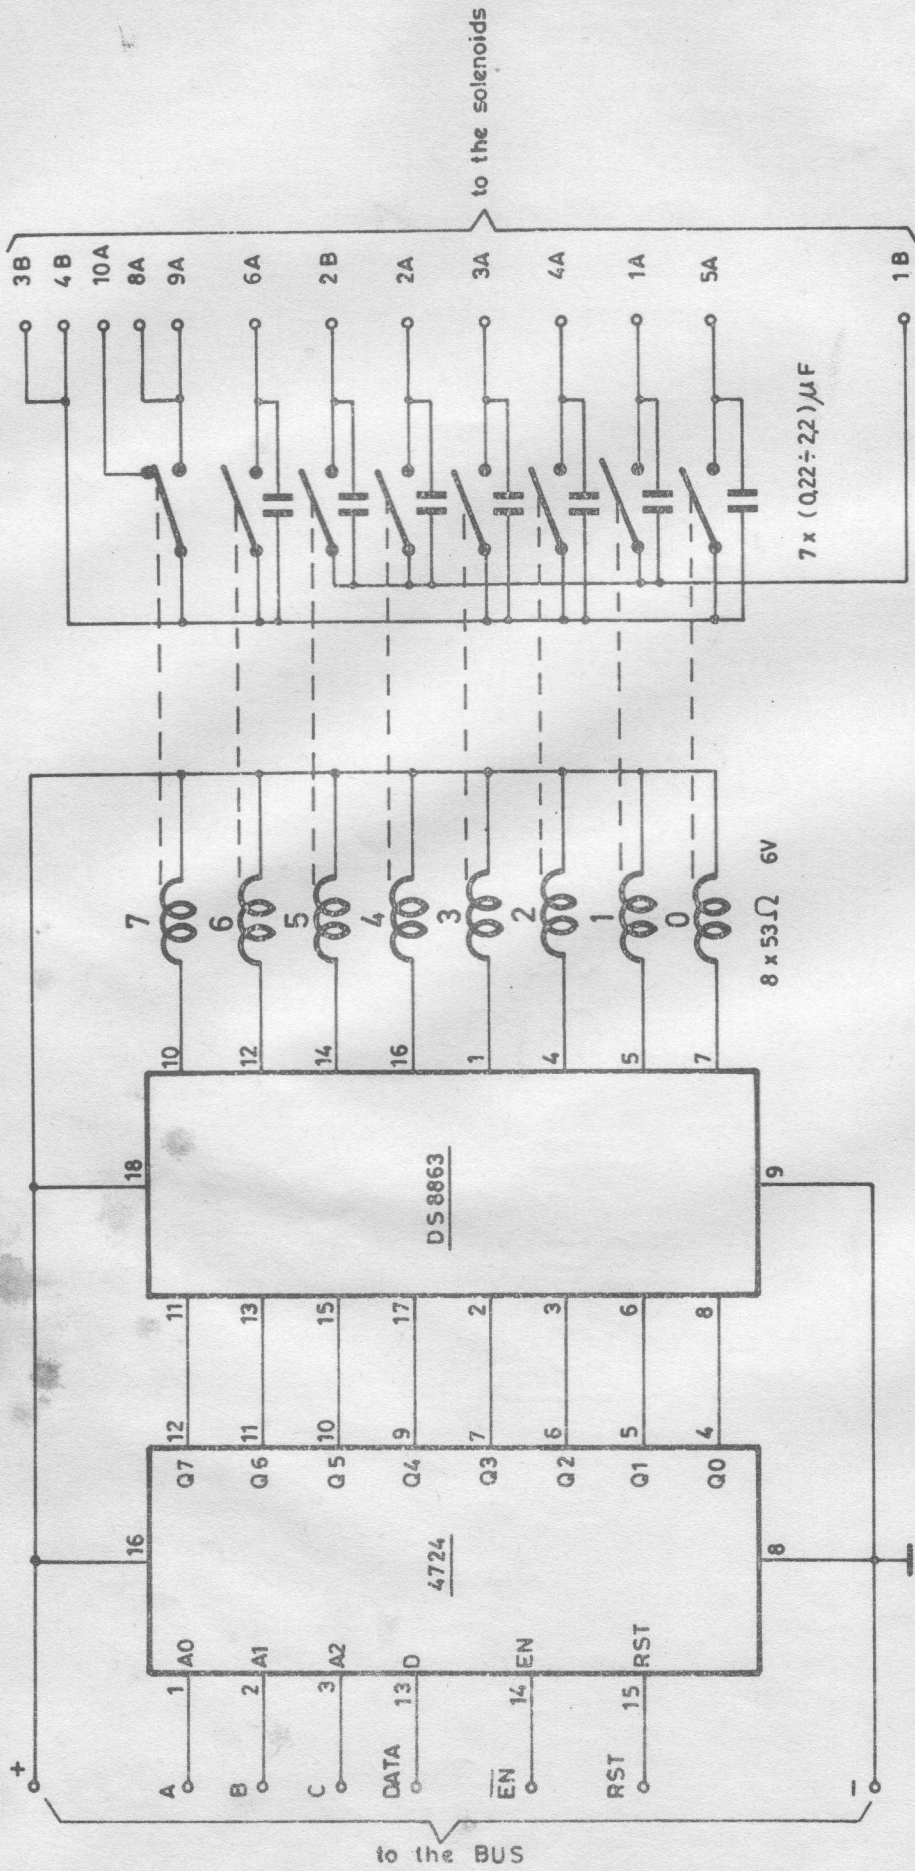 to the BUS
+
A
B
C
DATA
EN
RST
-
1
2
3
13
14
15
A0
A1
A2
D
EN
RST
16
4724
8
Q7
Q6
Q5
Q4
Q3
Q2
Q1
Q0
12
11
10
9
7
6
5
4
11
13
15
17
2
3
6
8
18
DS 8863
9
10
12
14
16
1
4
5
7
7
6
5
4
3
2
1
0
8 x 53Ω 6V
7 x (0,22 ÷ 2,2) µF
3B
4B
10A
8A
9A
6A
2B
2A
3A
4A
1A
5A
1B
to the solenoids